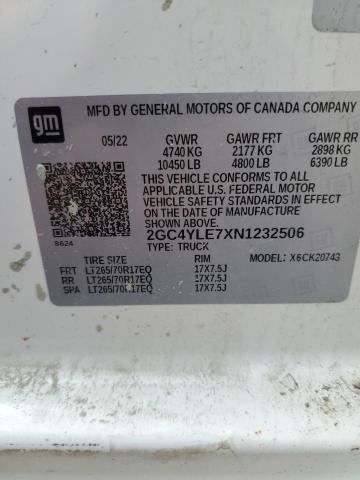 gm
MFD BY GENERAL MOTORS OF CANADA COMPANY
05/22 GVWR GAWR FRT GAWR RR
4740 KG 2177 KG 2898 KG
10450 LB 4800 LB 6390 LB
THIS VEHICLE CONFORMS TO ALL
APPLICABLE U.S. FEDERAL MOTOR
VEHICLE SAFETY STANDARDS IN
EFFECT ON THE DATE OF
MANUFACTURE SHOWN ABOVE.
8624 2GC4YLE7XN1232506
TYPE: TRUCK
TIRE SIZE RIM MODEL: X6CK20743
FRT LT265/70R17EQ 17X7.5J
RR LT265/70R17EQ 17X7.5J
SPA LT265/70R17EQ 17X7.5J